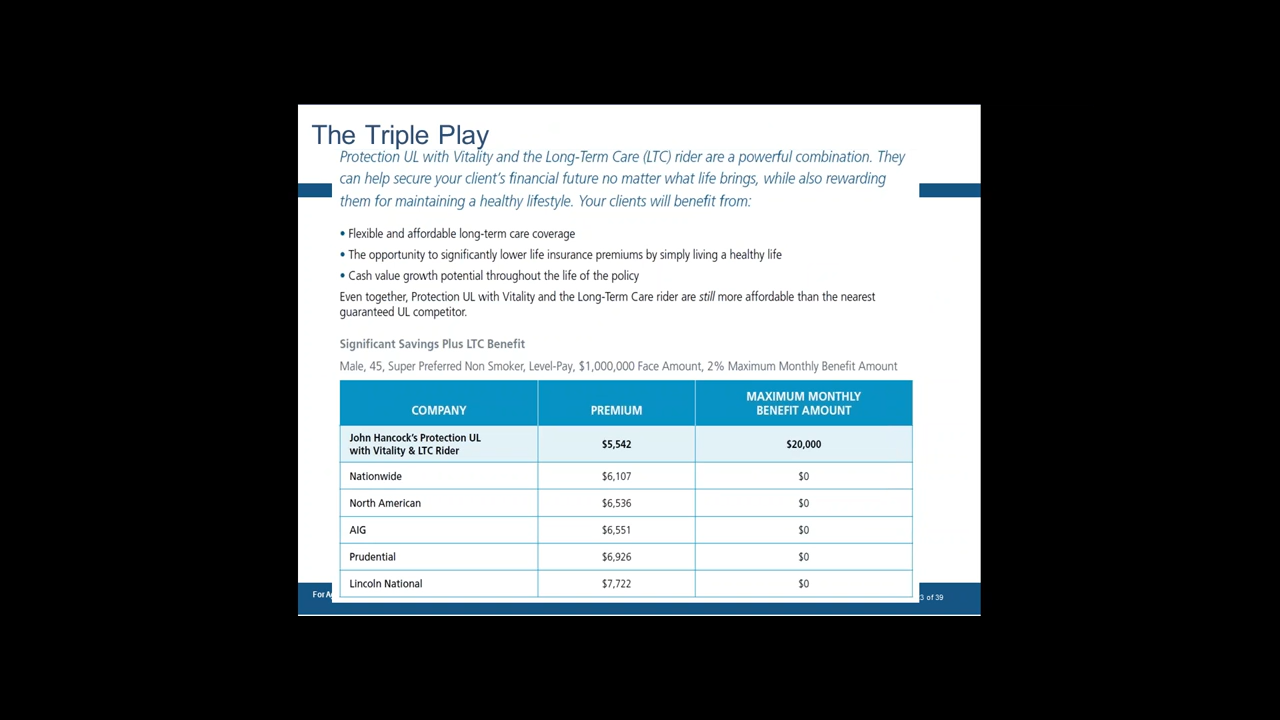 The Triple Play
Protection UL with Vitality and the Long-Term Care (LTC) rider are a powerful combination. They
can help secure your client's financial future no matter what life brings, while also rewarding
them for maintaining a healthy lifestyle. Your clients will benefit from:
• Flexible and affordable long-term care coverage
• The opportunity to significantly lower life insurance premiums by simply living a healthy life
• Cash value growth potential throughout the life of the policy
Even together, Protection UL with Vitality and the Long-Term Care rider are still more affordable than the nearest
guaranteed UL competitor.
Significant Savings Plus LTC Benefit
Male, 45, Super Preferred Non Smoker, Level-Pay, $1,000,000 Face Amount, 2% Maximum Monthly Benefit Amount
COMPANY PREMIUM MAXIMUM MONTHLY
BENEFIT AMOUNT
John Hancock's Protection UL
with Vitality & LTC Rider $5,542 $20,000
Nationwide $6,107 $0
North American $6,536 $0
AIG $6,551 $0
Prudential $6,926 $0
Lincoln National $7,722 $0
For
3 of 39